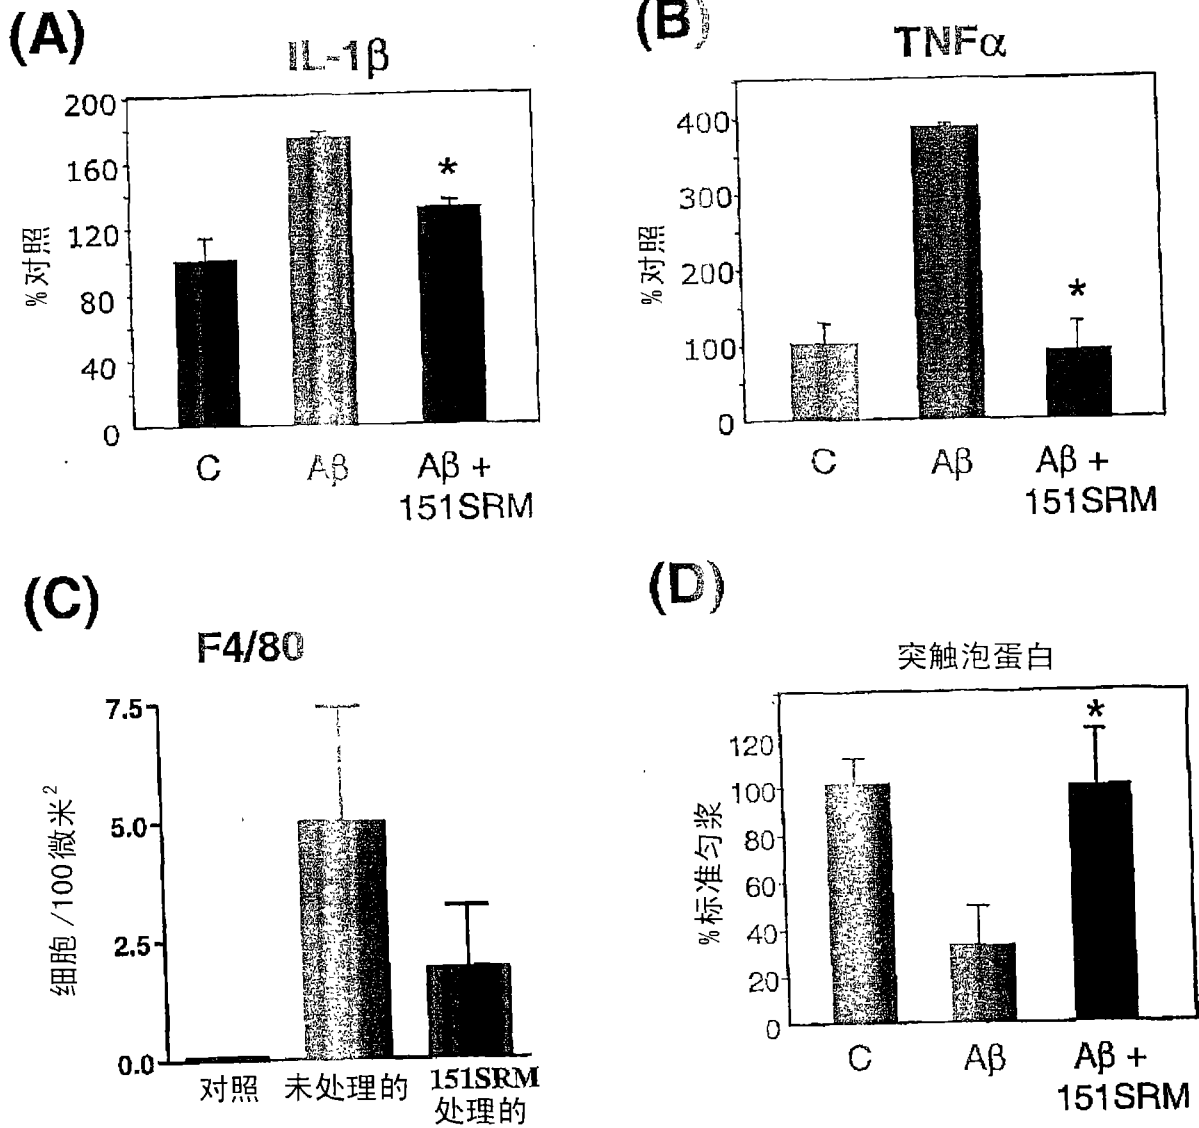 (A)
IL-1β
200
160
120
80
40
0
%对照
*
C
Aβ
Aβ +
151SRM
(B)
TNFα
400
300
200
100
0
%对照
*
C
Aβ
Aβ +
151SRM
(C)
F4/80
7.5
5.0
2.5
0.0
细胞/100微米²
对照
未处理的
151SRM
处理的
(D)
突触泡蛋白
120
100
80
60
40
20
0
%标准匀浆
*
C
Aβ
Aβ +
151SRM